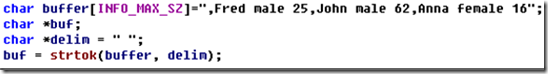 char buffer[INFO_MAX_SZ]=",Fred male 25,John male 62,Anna female 16";
char *buf;
char *delim = " ";
buf = strtok(buffer, delim);